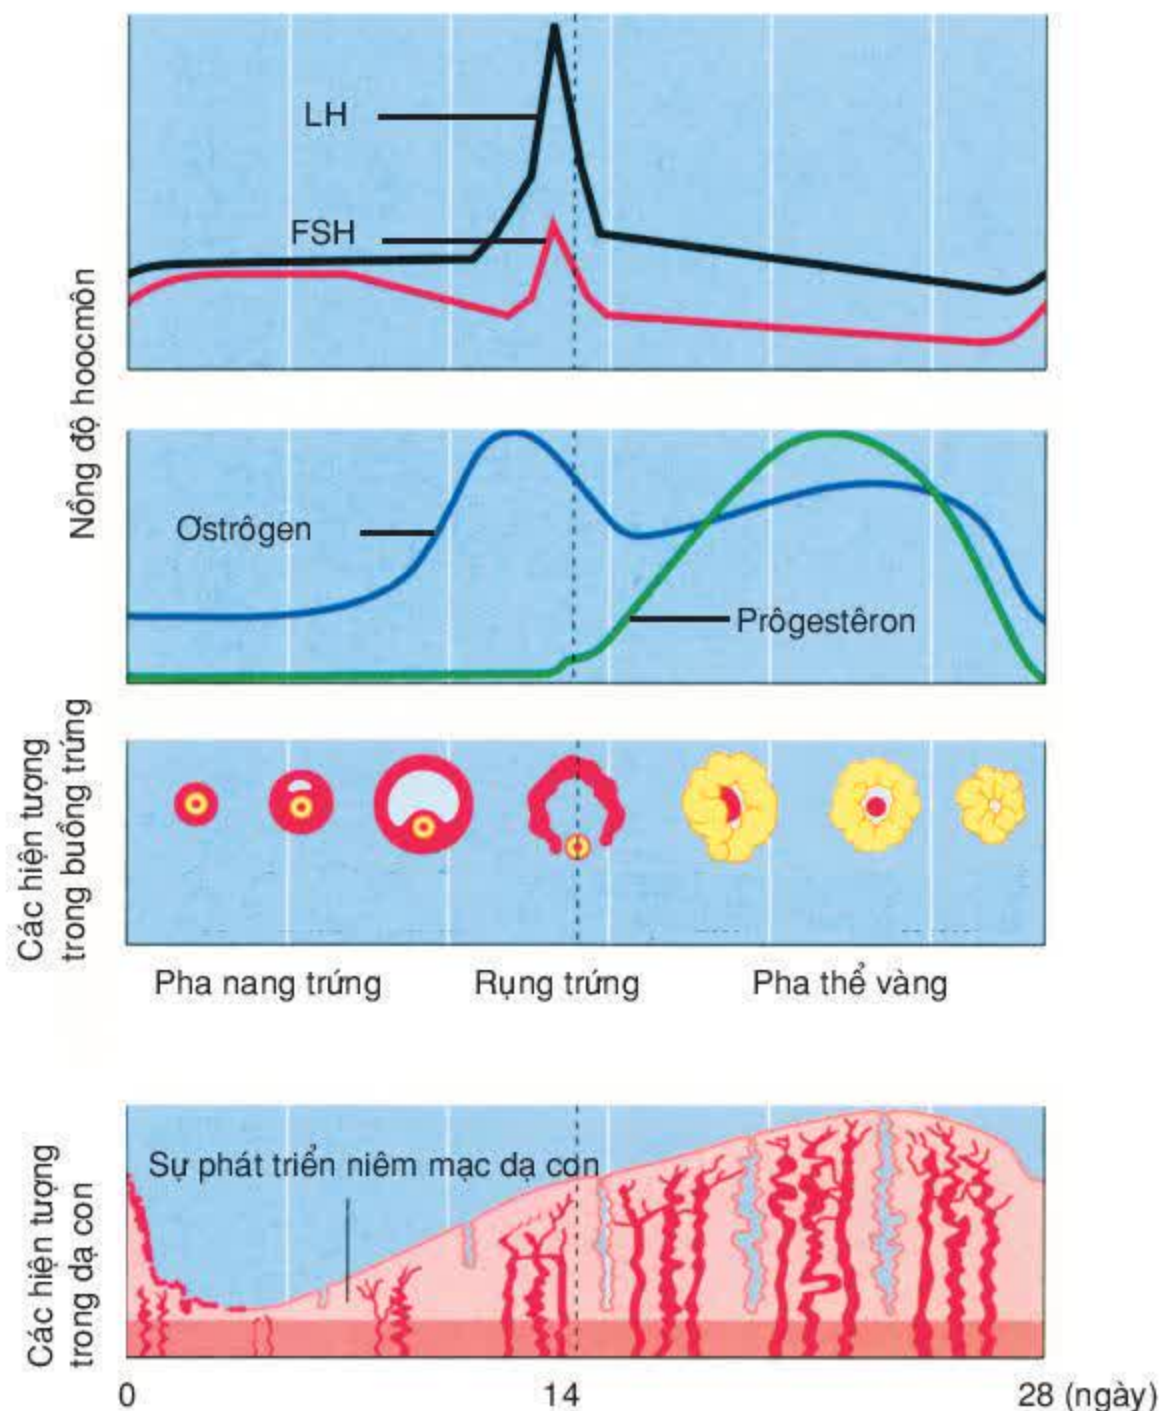 LH
FSH
Nồng độ hoocmôn
Ơstrôgen
Prôgestêron
Các hiện tượng
trong buồng trứng
Pha nang trứng
Rụng trứng
Pha thể vàng
Sự phát triển niêm mạc dạ con
Các hiện tượng
trong dạ con
0
14
28 (ngày)